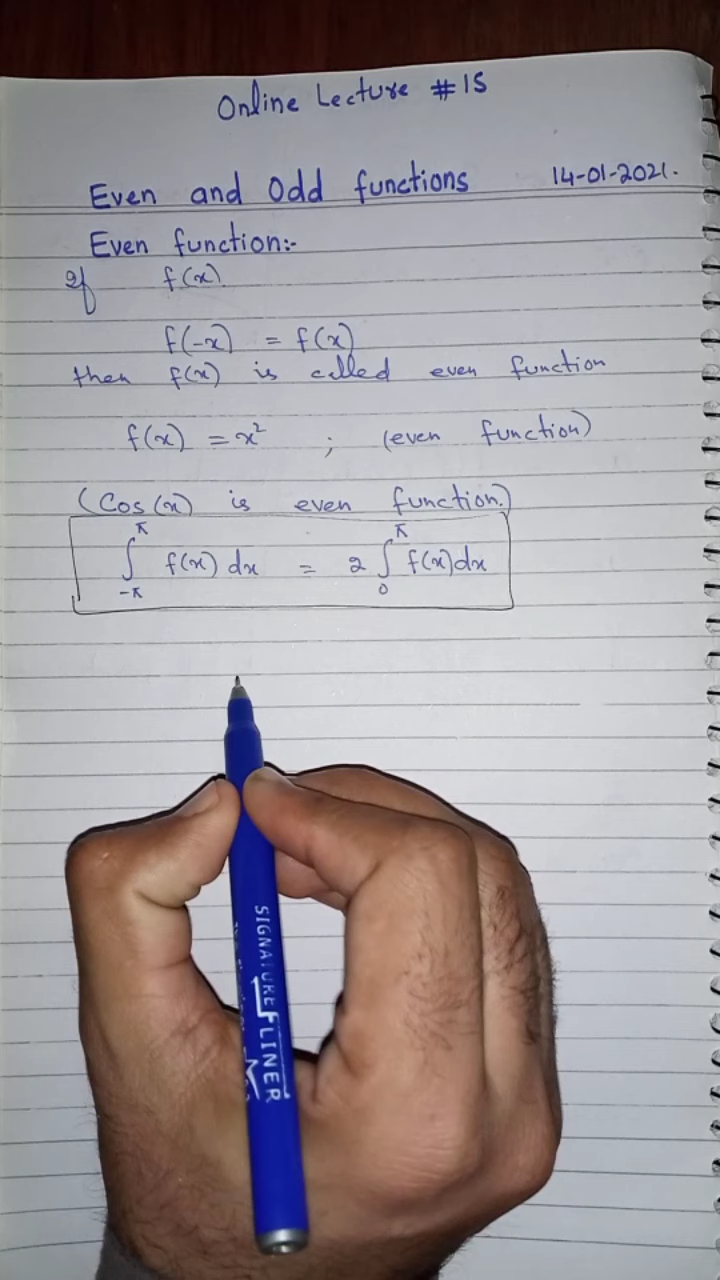 Online Lecture #15
Even and Odd functions 14-01-2021.
Even function:-
If f(x)
f(-x) = f(x)
then f(x) is called even function
f(x) = x² ; (even function)
(Cos(x) is even function.)
∫_{-π}^{π} f(x) dx = 2 ∫_{0}^{π} f(x) dx
SIGNATURE FLINER